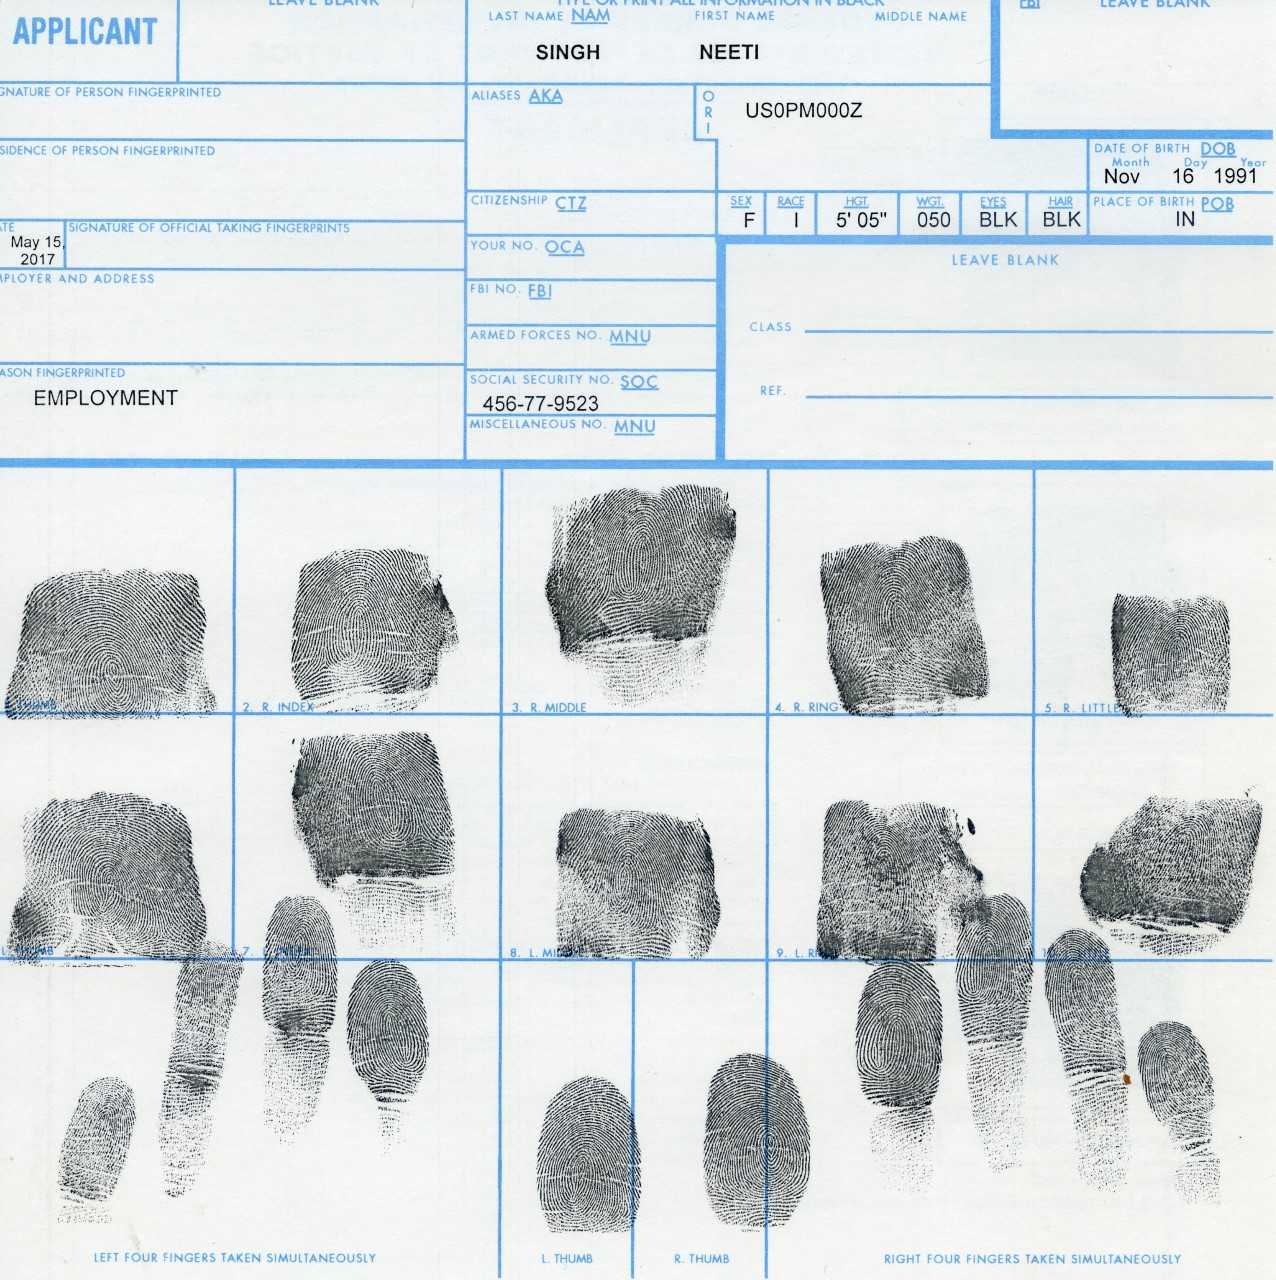 APPLICANT
LEAVE BLANK
TYPE OR PRINT ALL INFORMATION IN BLACK
LAST NAME NAM FIRST NAME MIDDLE NAME
SINGH NEETI
FBI LEAVE BLANK
GNATURE OF PERSON FINGERPRINTED
ALIASES AKA
ORI
US0PM000Z
SIDENCE OF PERSON FINGERPRINTED
DATE OF BIRTH DOB
Month Day Year
Nov 16 1991
CITIZENSHIP CTZ
SEX RACE HGT. WGT. EYES HAIR PLACE OF BIRTH POB
F I 5' 05" 050 BLK BLK IN
ATE SIGNATURE OF OFFICIAL TAKING FINGERPRINTS
May 15,
2017
YOUR NO. OCA
LEAVE BLANK
MPLOYER AND ADDRESS
FBI NO. FBI
CLASS
ARMED FORCES NO. MNU
ASON FINGERPRINTED
EMPLOYMENT
SOCIAL SECURITY NO. SOC
456-77-9523
REF.
MISCELLANEOUS NO. MNU
THUMB 2. R. INDEX 3. R. MIDDLE 4. R. RING 5. R. LITTLE
L. THUMB 7. 8. L. MIDDLE 9. L. RING
LEFT FOUR FINGERS TAKEN SIMULTANEOUSLY L. THUMB R. THUMB RIGHT FOUR FINGERS TAKEN SIMULTANEOUSLY